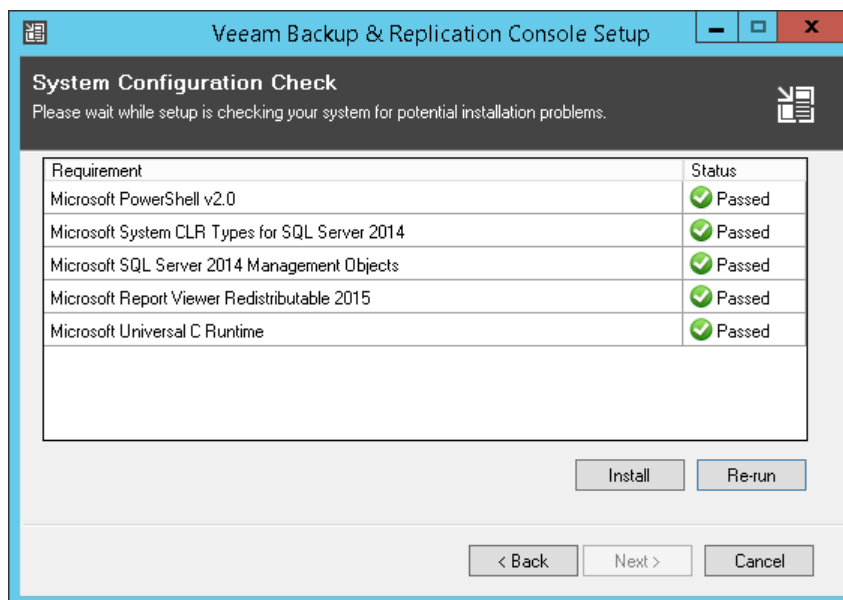 Veeam Backup & Replication Console Setup
System Configuration Check
Please wait while setup is checking your system for potential installation problems.
Requirement Status
Microsoft PowerShell v2.0 Passed
Microsoft System CLR Types for SQL Server 2014 Passed
Microsoft SQL Server 2014 Management Objects Passed
Microsoft Report Viewer Redistributable 2015 Passed
Microsoft Universal C Runtime Passed
Install Re-run
< Back Next > Cancel